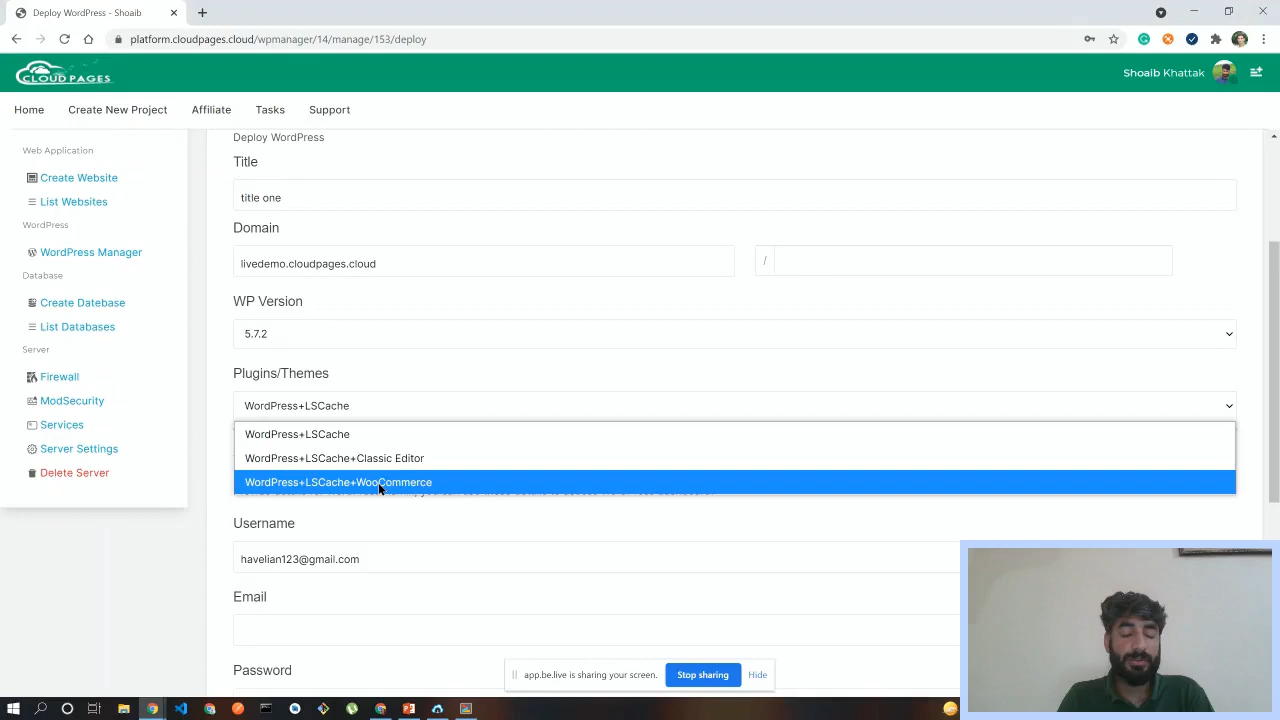 Deploy WordPress - Shoaib
platform.cloudpages.cloud/wpmanager/14/manage/153/deploy
CLOUD PAGES
Shoaib Khattak
Home
Create New Project
Affiliate
Tasks
Support
Web Application
Create Website
List Websites
WordPress
WordPress Manager
Database
Create Datebase
List Databases
Server
Firewall
ModSecurity
Services
Server Settings
Delete Server
Deploy WordPress
Title
title one
Domain
livedemo.cloudpages.cloud
/
WP Version
5.7.2
Plugins/Themes
WordPress+LSCache
WordPress+LSCache
WordPress+LSCache+Classic Editor
WordPress+LSCache+WooCommerce
Username
havelian123@gmail.com
Email
Password
app.be.live is sharing your screen.
Stop sharing
Hide